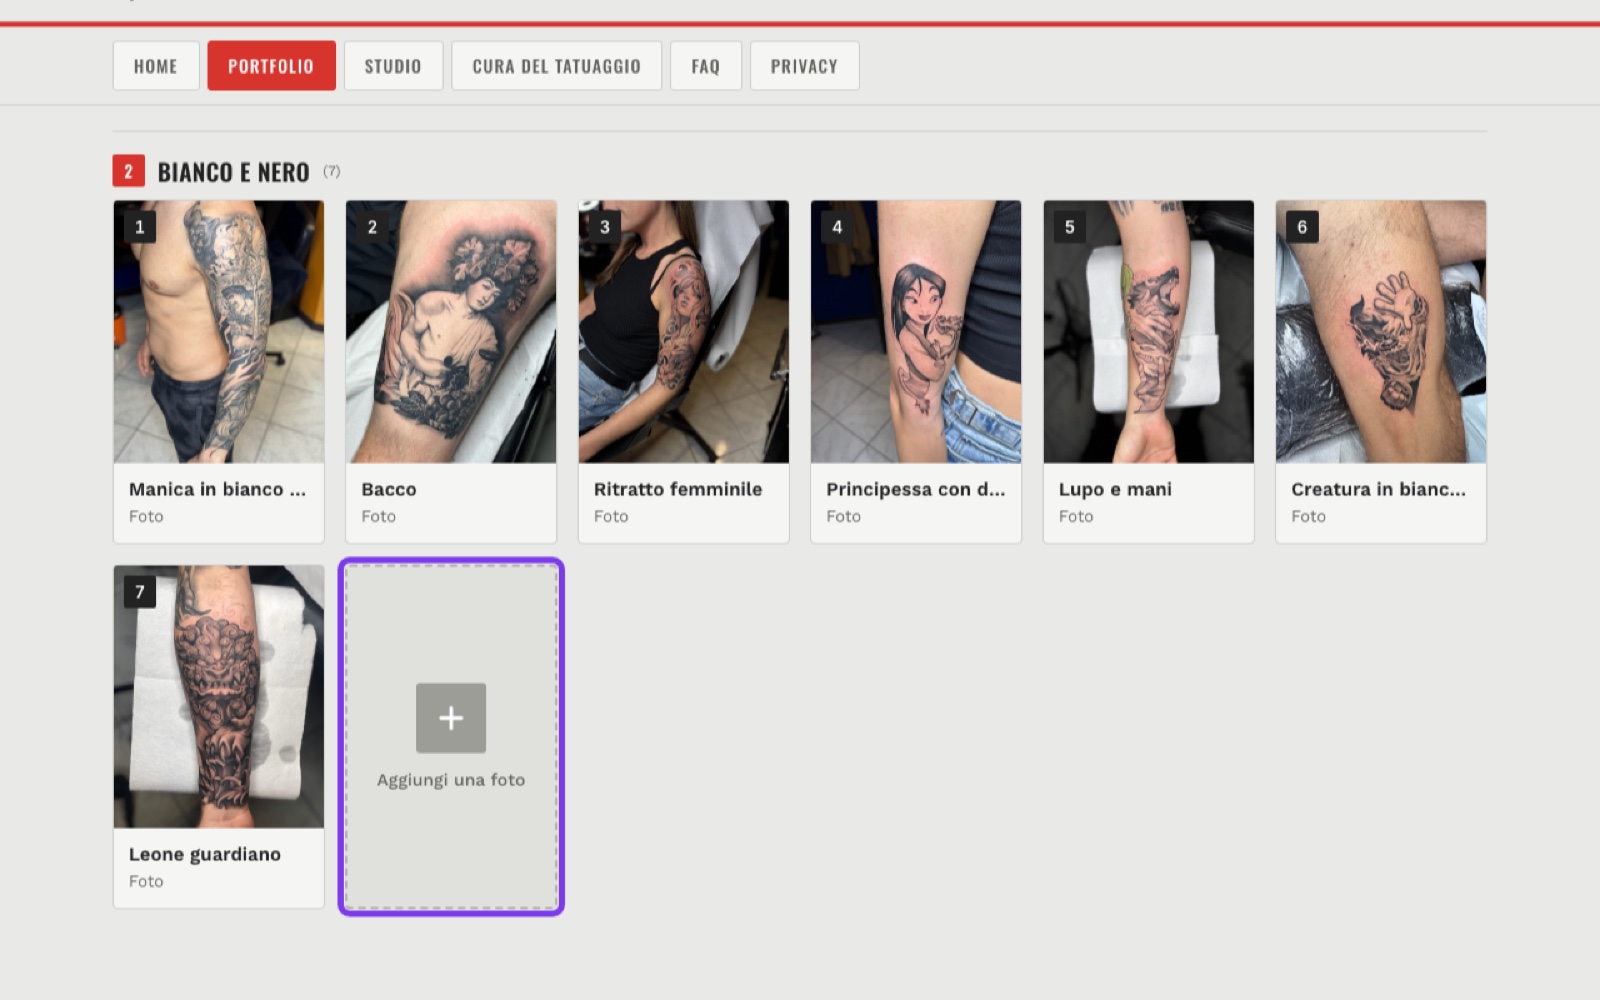 HOME
PORTFOLIO
STUDIO
CURA DEL TATUAGGIO
FAQ
PRIVACY
2 BIANCO E NERO (7)
1
2
3
4
5
6
Manica in bianco ...
Foto
Bacco
Foto
Ritratto femminile
Foto
Principessa con d...
Foto
Lupo e mani
Foto
Creatura in bianc...
Foto
7
Leone guardiano
Foto
+
Aggiungi una foto